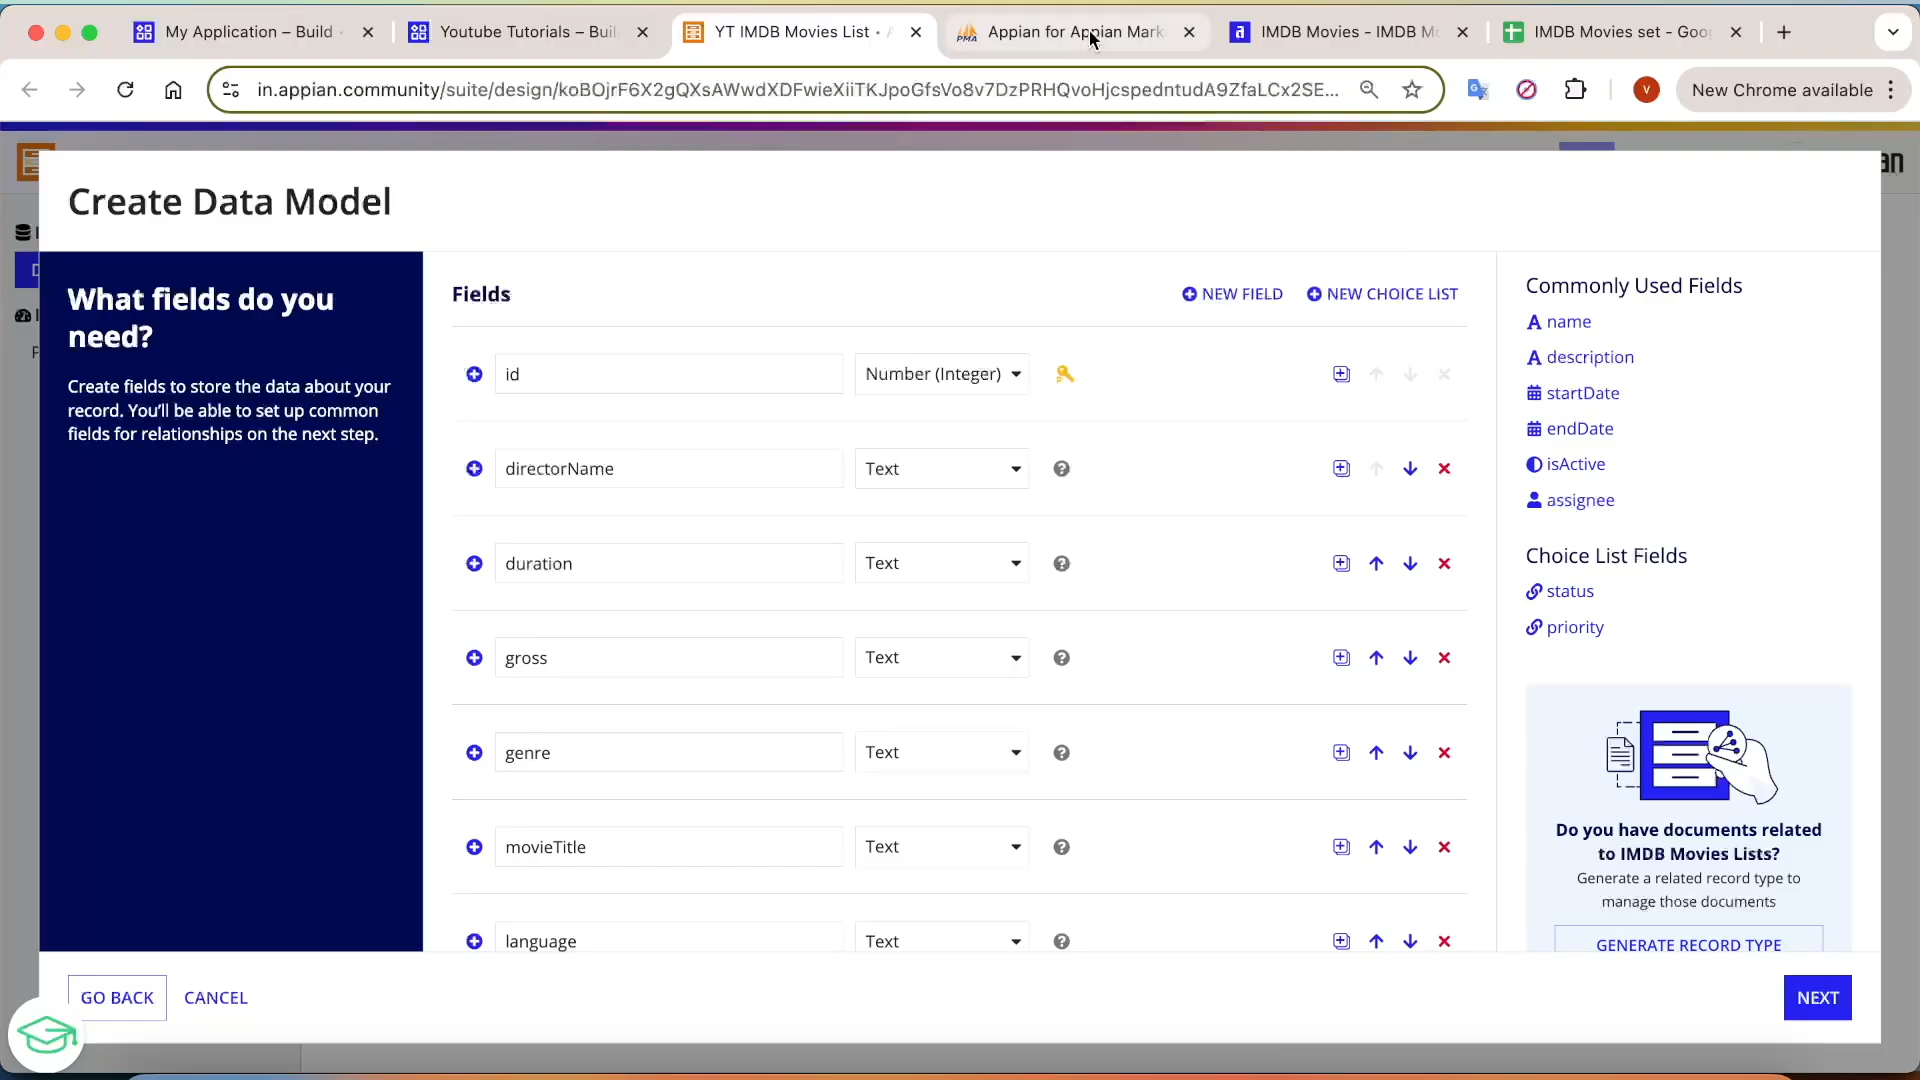 My Application – Build
Youtube Tutorials – Buil
YT IMDB Movies List •
Appian for Appian Mark
IMDB Movies - IMDB M
IMDB Movies set - Goo
in.appian.community/suite/design/koBOjrF6X2gQXsAWwdXDFwieXiiTKJpoGfsVo8v7DzPRHQvoHjcspedntudA9ZfaLCx2SE...
V
New Chrome available
Create Data Model
What fields do you
need?
Create fields to store the data about your
record. You'll be able to set up common
fields for relationships on the next step.
Fields
NEW FIELD
NEW CHOICE LIST
id
Number (Integer)
directorName
Text
duration
Text
gross
Text
genre
Text
movieTitle
Text
language
Text
Commonly Used Fields
name
description
startDate
endDate
isActive
assignee
Choice List Fields
status
priority
Do you have documents related
to IMDB Movies Lists?
Generate a related record type to
manage those documents
GENERATE RECORD TYPE
GO BACK
CANCEL
NEXT